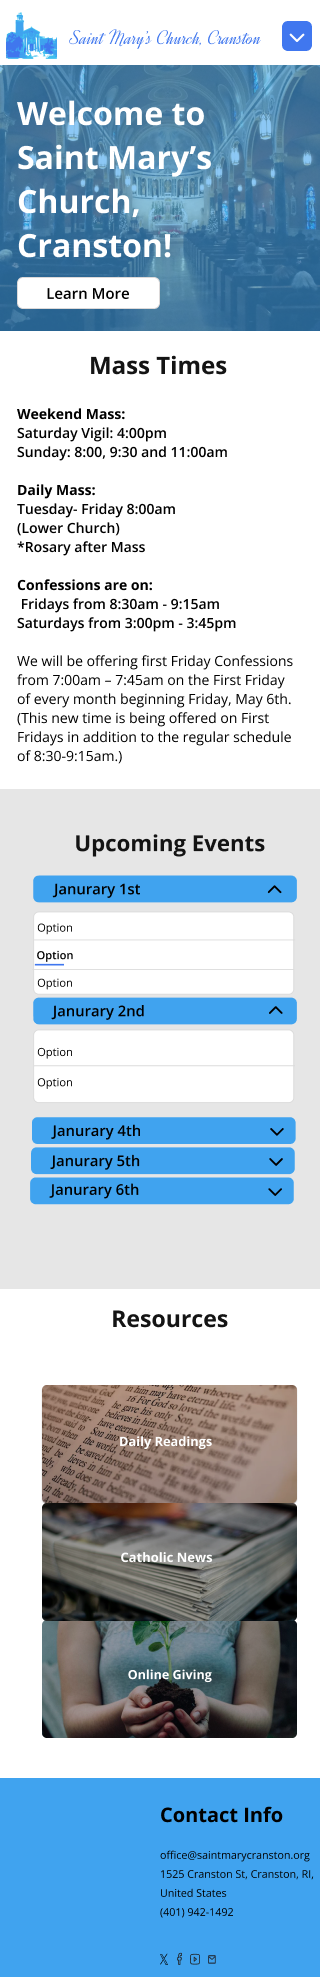 Saint Mary's Church, Cranston
Welcome to
Saint Mary's
Church,
Cranston!
Learn More
Mass Times
Weekend Mass:
Saturday Vigil: 4:00pm
Sunday: 8:00, 9:30 and 11:00am
Daily Mass:
Tuesday- Friday 8:00am
(Lower Church)
*Rosary after Mass
Confessions are on:
Fridays from 8:30am - 9:15am
Saturdays from 3:00pm - 3:45pm
We will be offering first Friday Confessions
from 7:00am – 7:45am on the First Friday
of every month beginning Friday, May 6th.
(This new time is being offered on First
Fridays in addition to the regular schedule
of 8:30-9:15am.)
Upcoming Events
Janurary 1st
Option
Option
Option
Janurary 2nd
Option
Option
Janurary 4th
Janurary 5th
Janurary 6th
Resources
Daily Readings
Catholic News
Online Giving
Contact Info
office@saintmarycranston.org
1525 Cranston St, Cranston, RI,
United States
(401) 942-1492